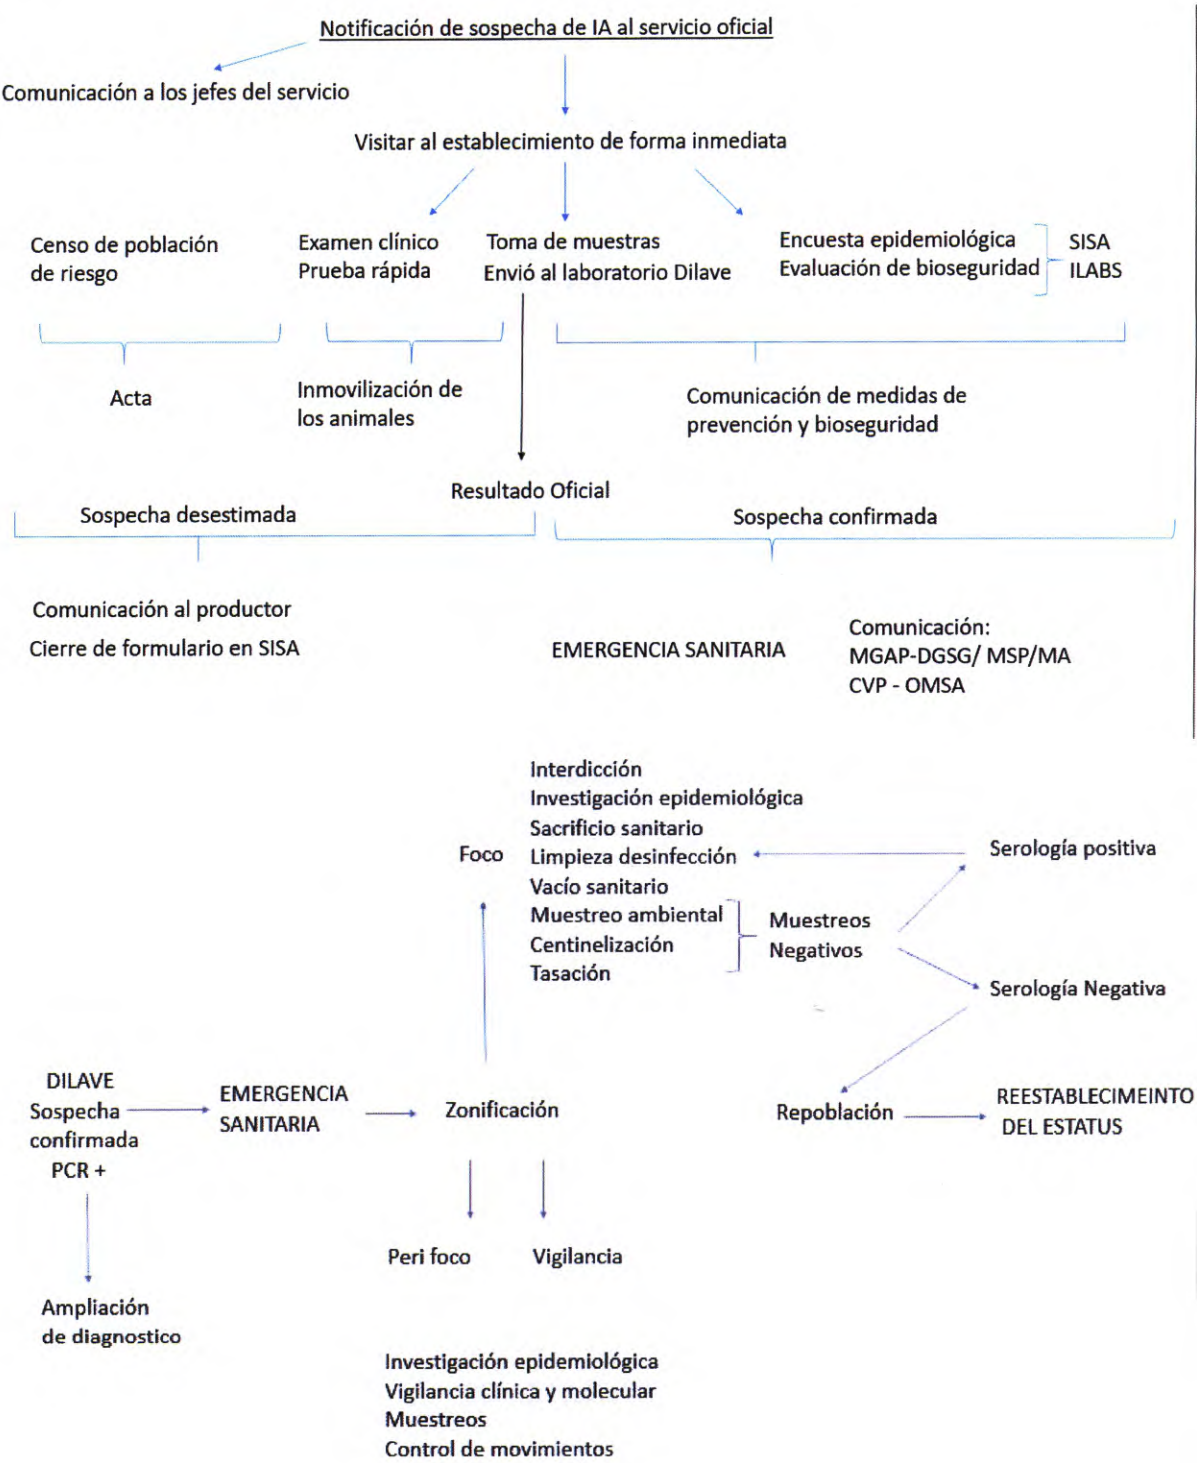 Notificación de sospecha de IA al servicio oficial
Comunicación a los jefes del servicio
Visitar al establecimiento de forma inmediata
Censo de población
de riesgo
Examen clínico
Prueba rápida
Toma de muestras
Envió al laboratorio Dilave
Encuesta epidemiológica
Evaluación de bioseguridad
SISA
ILABS
Acta
Inmovilización de
los animales
Comunicación de medidas de
prevención y bioseguridad
Resultado Oficial
Sospecha desestimada
Sospecha confirmada
Comunicación al productor
Cierre de formulario en SISA
EMERGENCIA SANITARIA
Comunicación:
MGAP-DGSG/ MSP/MA
CVP - OMSA
Foco
Interdicción
Investigación epidemiológica
Sacrificio sanitario
Limpieza desinfección
Vacío sanitario
Muestreo ambiental
Centinelización
Tasación
Muestreos
Negativos
Serología positiva
Serología Negativa
DILAVE
Sospecha
confirmada
PCR +
EMERGENCIA
SANITARIA
Zonificación
Repoblación
REESTABLECIMEINTO
DEL ESTATUS
Peri foco
Vigilancia
Ampliación
de diagnostico
Investigación epidemiológica
Vigilancia clínica y molecular
Muestreos
Control de movimientos